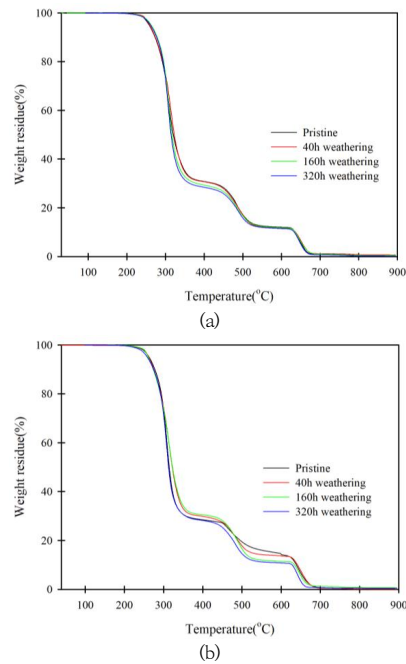 100
80
60
40
20
0
Weight residue(%)
Pristine
40h weathering
160h weathering
320h weathering
100 200 300 400 500 600 700 800 900
Temperature(°C)
(a)
100
80
60
40
20
0
Weight residue(%)
Pristine
40h weathering
160h weathering
320h weathering
100 200 300 400 500 600 700 800 900
Temperature(°C)
(b)